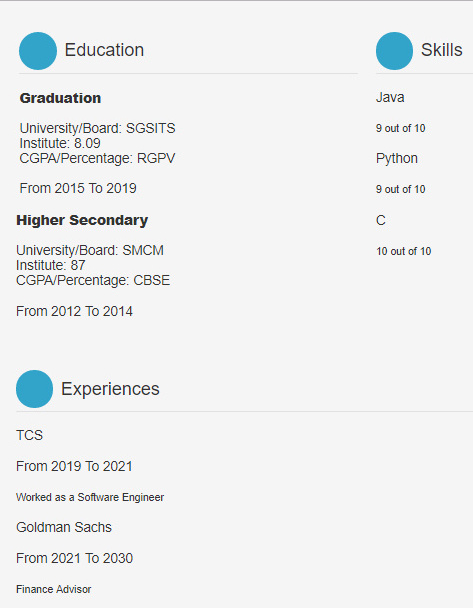 Education
Graduation
University/Board: SGSITS
Institute: 8.09
CGPA/Percentage: RGPV
From 2015 To 2019
Higher Secondary
University/Board: SMCM
Institute: 87
CGPA/Percentage: CBSE
From 2012 To 2014
Skills
Java
9 out of 10
Python
9 out of 10
C
10 out of 10
Experiences
TCS
From 2019 To 2021
Worked as a Software Engineer
Goldman Sachs
From 2021 To 2030
Finance Advisor